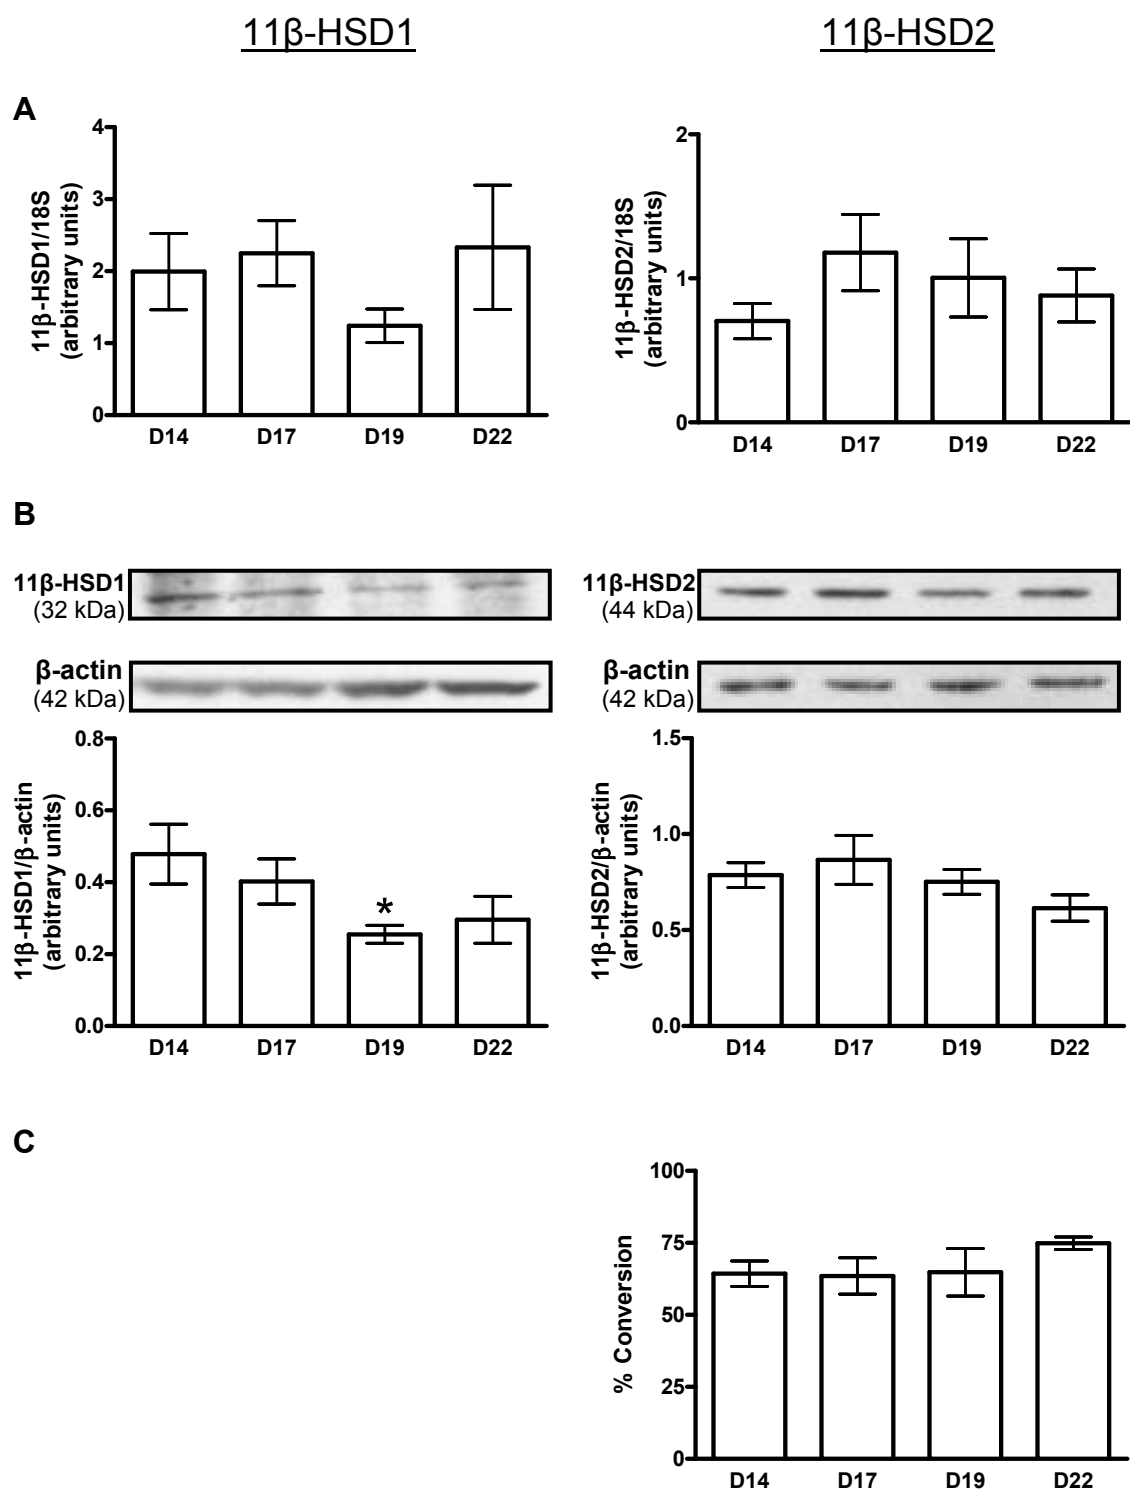 11β-HSD1
11β-HSD2
A
11β-HSD1/18S
(arbitrary units)
4
3
2
1
0
D14 D17 D19 D22
11β-HSD2/18S
(arbitrary units)
2
1
0
D14 D17 D19 D22
B
11β-HSD1
(32 kDa)
β-actin
(42 kDa)
11β-HSD1/β-actin
(arbitrary units)
0.8
0.6
0.4
0.2
0.0
*
D14 D17 D19 D22
11β-HSD2
(44 kDa)
β-actin
(42 kDa)
11β-HSD2/β-actin
(arbitrary units)
1.5
1.0
0.5
0.0
D14 D17 D19 D22
C
% Conversion
100
75
50
25
0
D14 D17 D19 D22